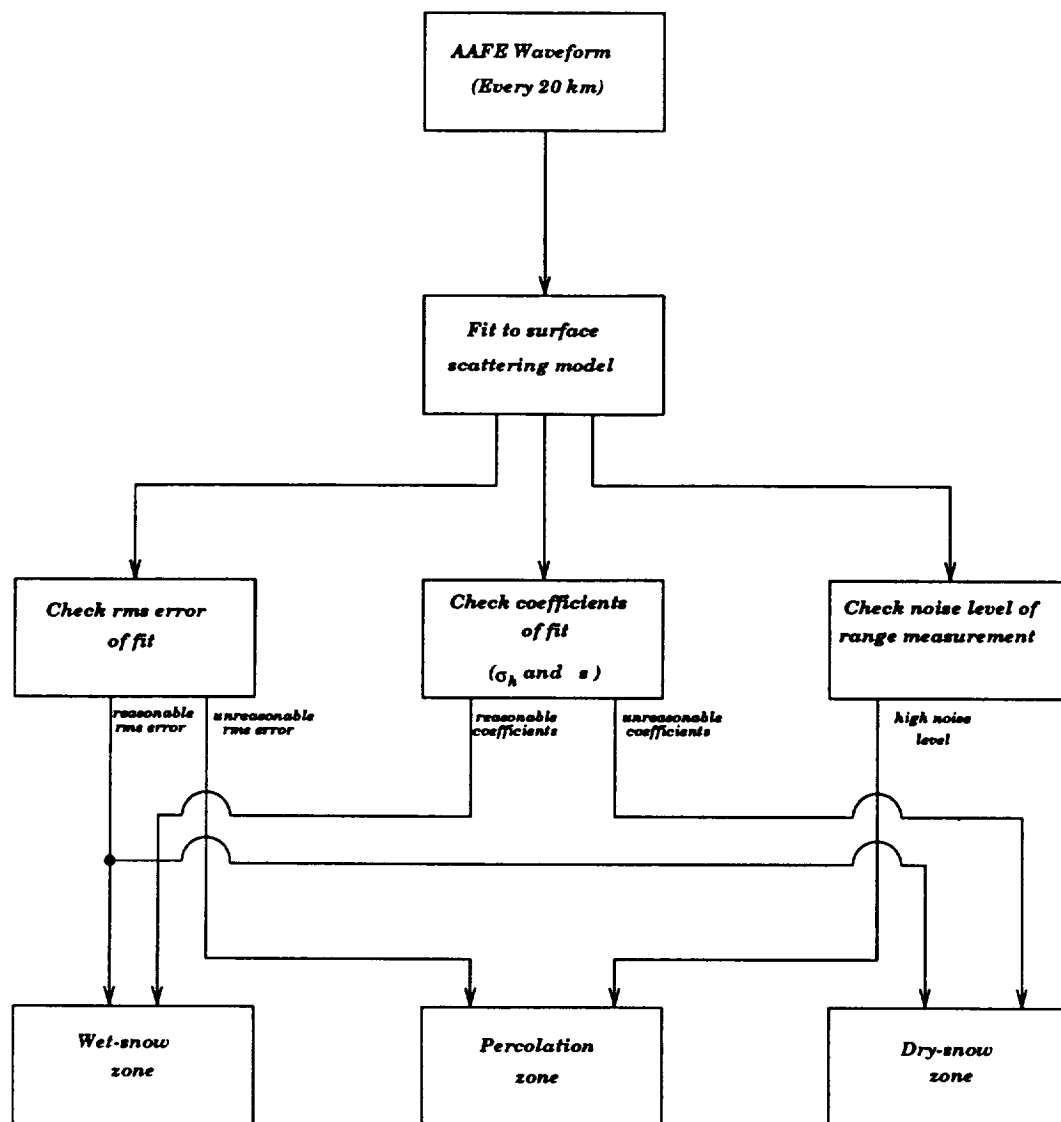 AAFE Waveform
(Every 20 km)
Fit to surface
scattering model
Check rms error
of fit
Check coefficients
of fit
(σh and s)
Check noise level of
range measurement
reasonable
rms error
unreasonable
rms error
reasonable
coefficients
unreasonable
coefficients
high noise
level
Wet-snow
zone
Percolation
zone
Dry-snow
zone